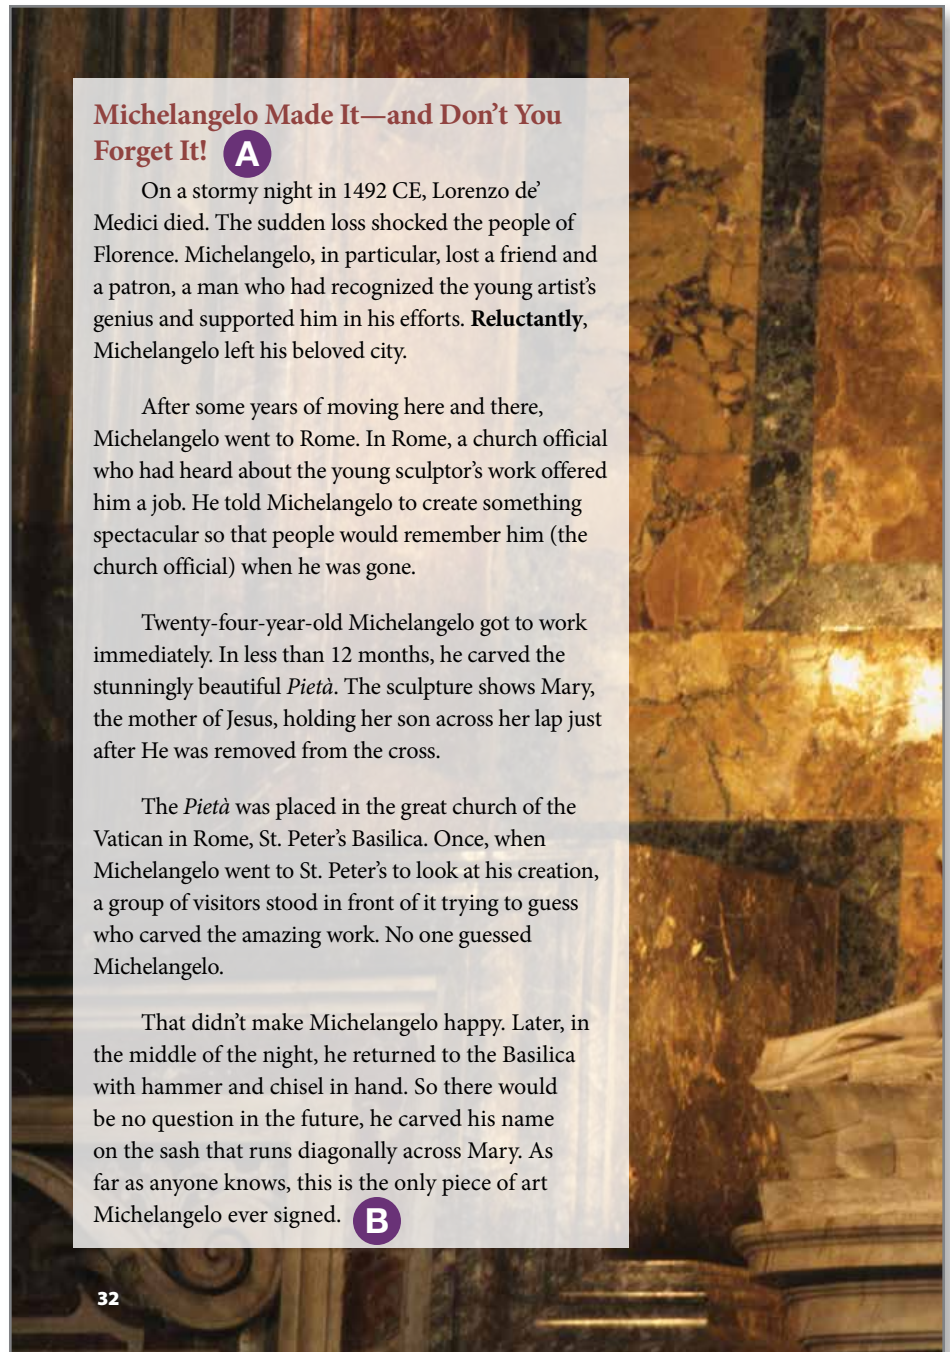 Michelangelo Made It—and Don’t You
Forget It! A
On a stormy night in 1492 CE, Lorenzo de’
Medici died. The sudden loss shocked the people of
Florence. Michelangelo, in particular, lost a friend and
a patron, a man who had recognized the young artist’s
genius and supported him in his efforts. Reluctantly,
Michelangelo left his beloved city.
After some years of moving here and there,
Michelangelo went to Rome. In Rome, a church official
who had heard about the young sculptor’s work offered
him a job. He told Michelangelo to create something
spectacular so that people would remember him (the
church official) when he was gone.
Twenty-four-year-old Michelangelo got to work
immediately. In less than 12 months, he carved the
stunningly beautiful Pietà. The sculpture shows Mary,
the mother of Jesus, holding her son across her lap just
after He was removed from the cross.
The Pietà was placed in the great church of the
Vatican in Rome, St. Peter’s Basilica. Once, when
Michelangelo went to St. Peter’s to look at his creation,
a group of visitors stood in front of it trying to guess
who carved the amazing work. No one guessed
Michelangelo.
That didn’t make Michelangelo happy. Later, in
the middle of the night, he returned to the Basilica
with hammer and chisel in hand. So there would
be no question in the future, he carved his name
on the sash that runs diagonally across Mary. As
far as anyone knows, this is the only piece of art
Michelangelo ever signed. B
32